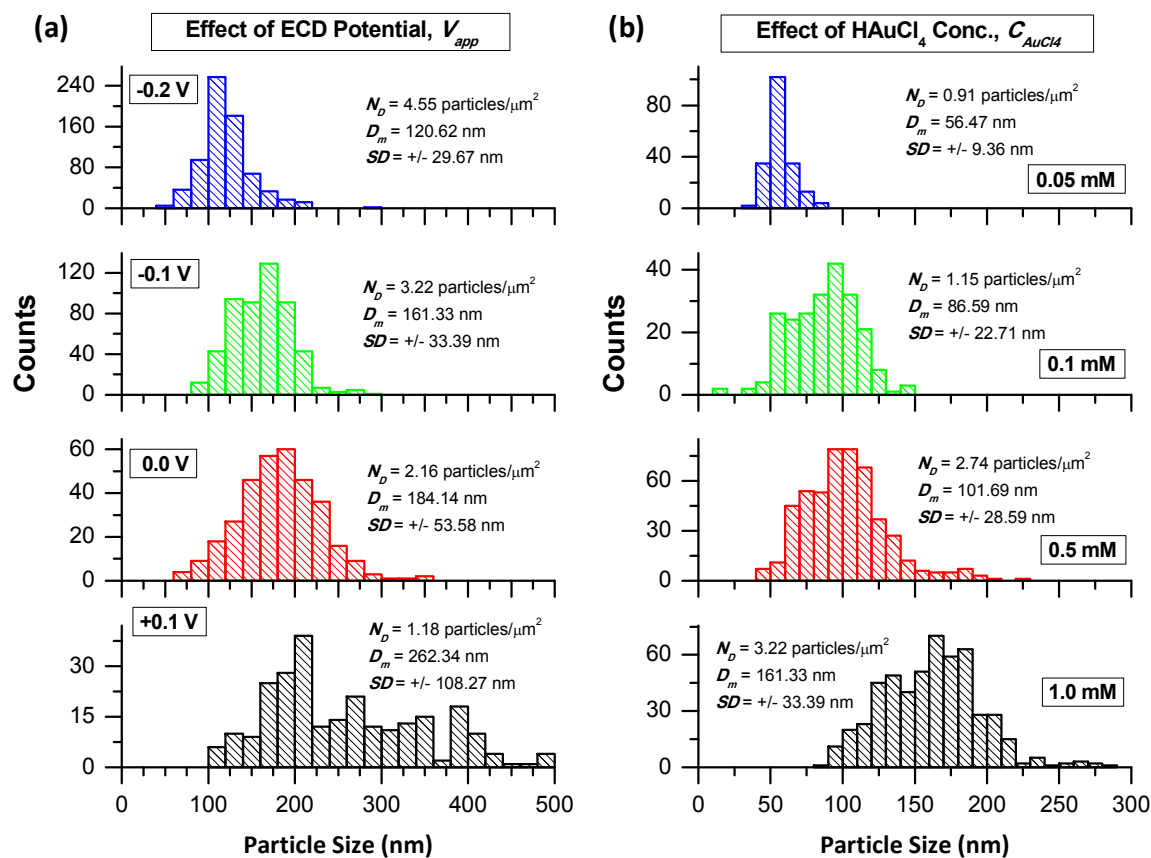 (a)
Effect of ECD Potential, V_app
-0.2 V
N_D = 4.55 particles/μm²
D_m = 120.62 nm
SD = +/- 29.67 nm
240
160
80
0
-0.1 V
N_D = 3.22 particles/μm²
D_m = 161.33 nm
SD = +/- 33.39 nm
120
80
40
0
Counts
0.0 V
N_D = 2.16 particles/μm²
D_m = 184.14 nm
SD = +/- 53.58 nm
60
40
20
0
+0.1 V
N_D = 1.18 particles/μm²
D_m = 262.34 nm
SD = +/- 108.27 nm
30
15
0
0 100 200 300 400 500
Particle Size (nm)
(b)
Effect of HAuCl₄ Conc., C_AuCl4
N_D = 0.91 particles/μm²
D_m = 56.47 nm
SD = +/- 9.36 nm
0.05 mM
80
40
0
N_D = 1.15 particles/μm²
D_m = 86.59 nm
SD = +/- 22.71 nm
0.1 mM
40
20
0
Counts
N_D = 2.74 particles/μm²
D_m = 101.69 nm
SD = +/- 28.59 nm
0.5 mM
60
30
0
N_D = 3.22 particles/μm²
D_m = 161.33 nm
SD = +/- 33.39 nm
1.0 mM
60
30
0
0 50 100 150 200 250 300
Particle Size (nm)